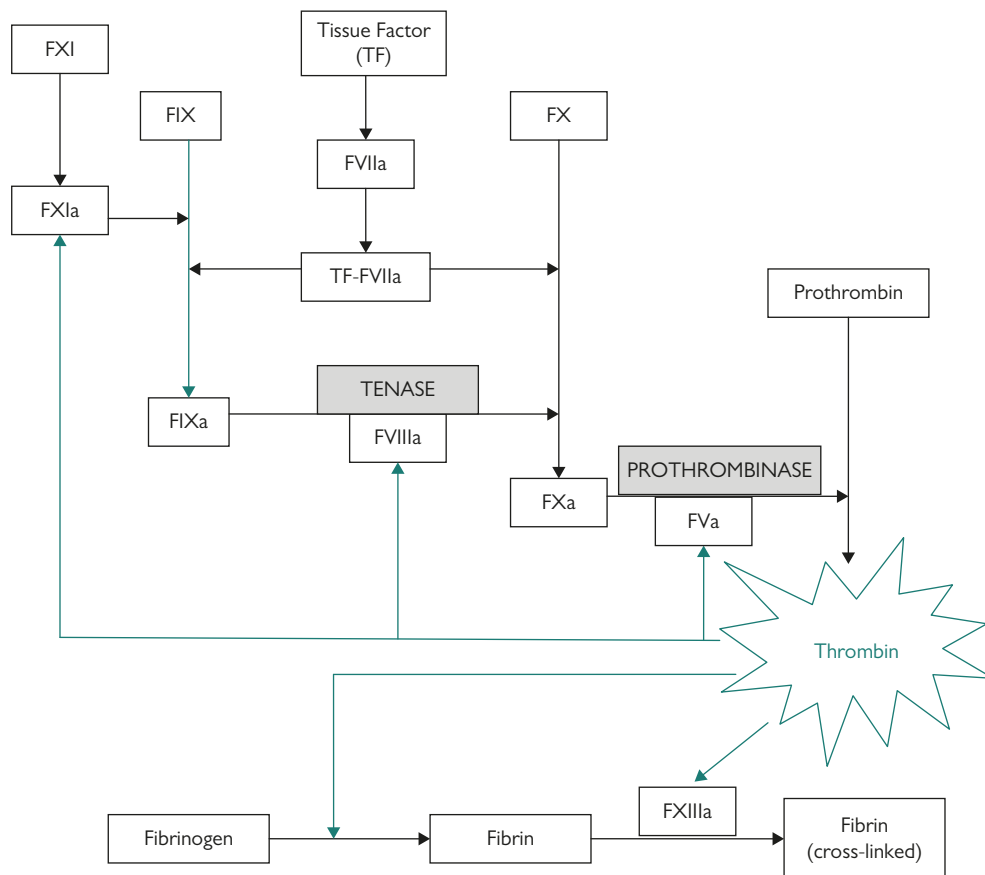 Tissue Factor
(TF)
FXI
FIX
FX
FVIIa
FXIa
TF-FVIIa
Prothrombin
TENASE
FIXa
FVIIIa
PROTHROMBINASE
FXa
FVa
Thrombin
FXIIIa
Fibrinogen
Fibrin
Fibrin
(cross-linked)